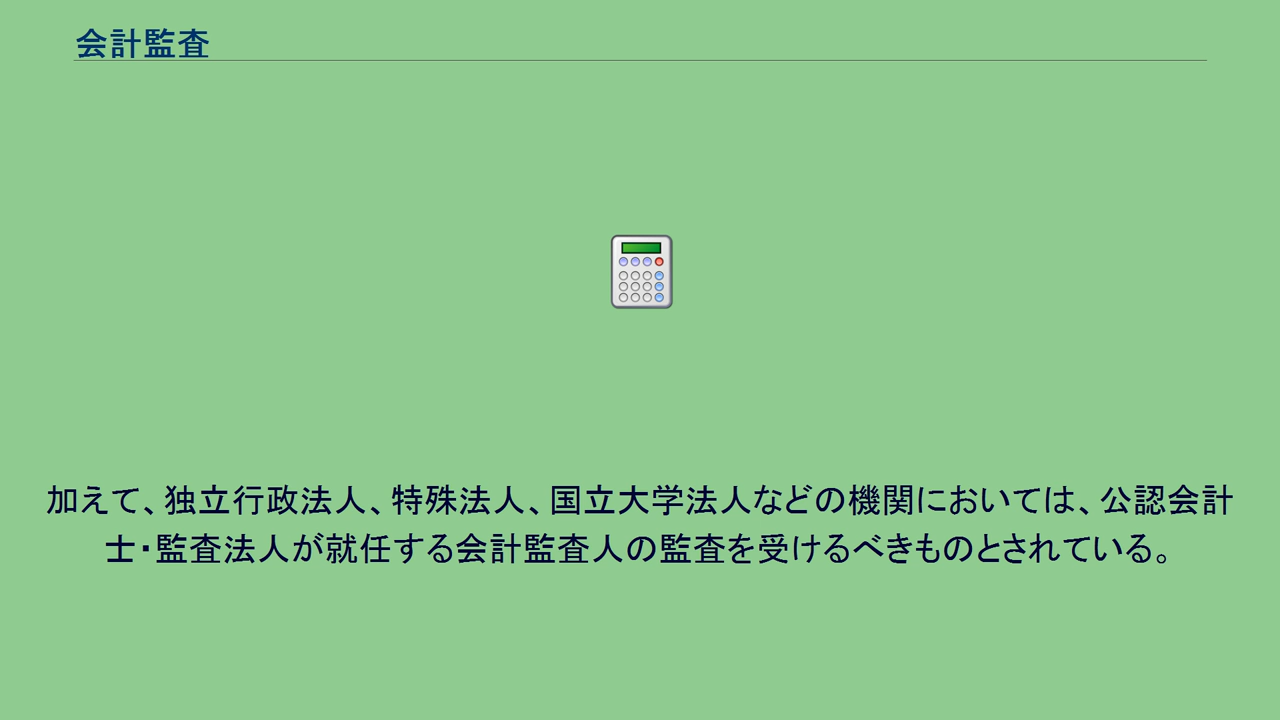 会計監査
加えて、独立行政法人、特殊法人、国立大学法人などの機関においては、公認会計
士・監査法人が就任する会計監査人の監査を受けるべきものとされている。